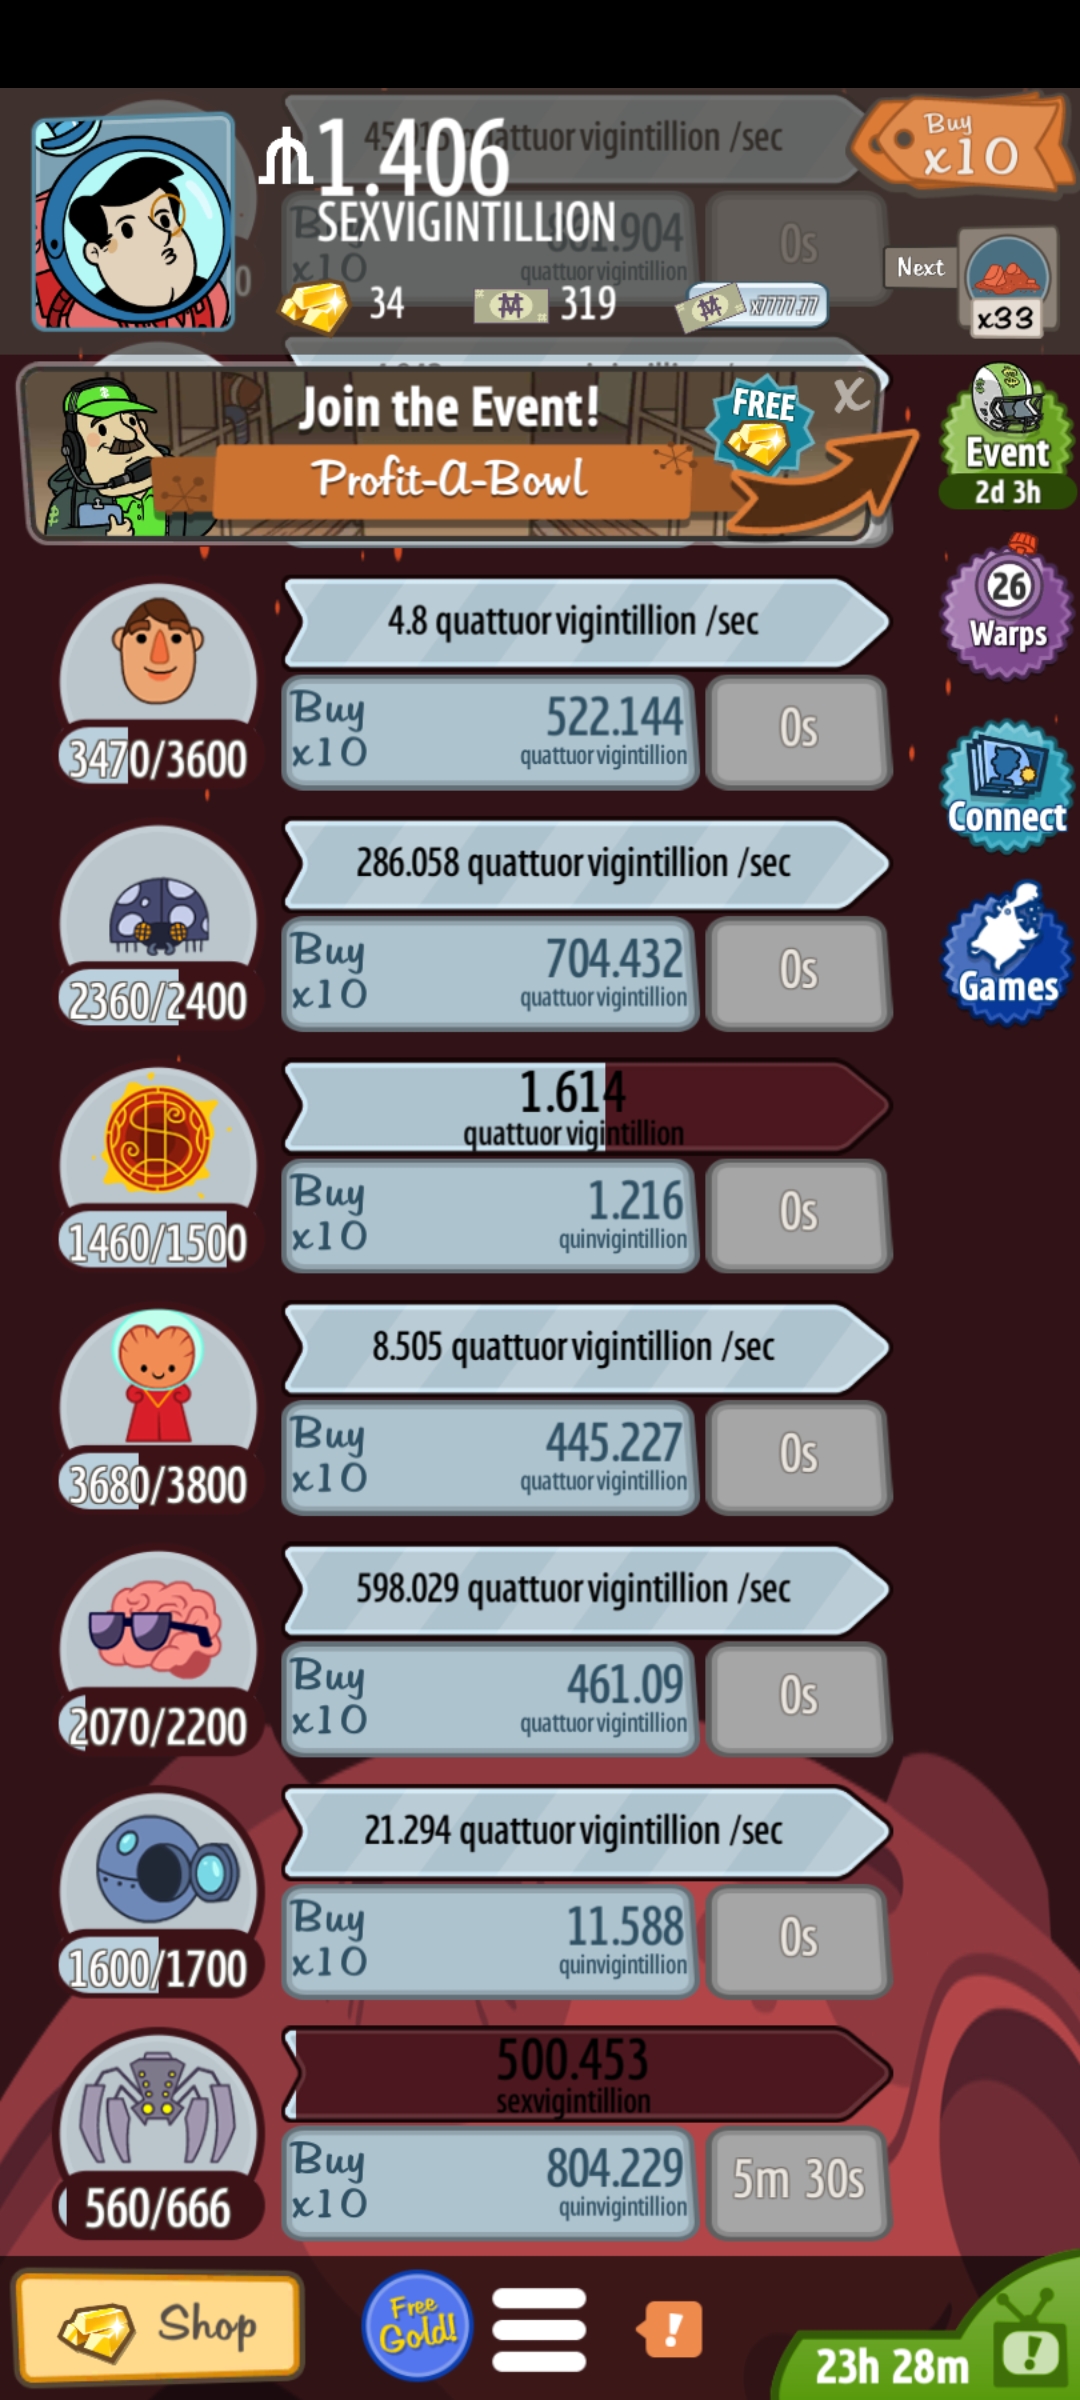 45.913 quattuorvigintillion /sec
₼1.406
SEXVIGINTILLION
Buy
x10
Buy
x10
861.904
quattuorvigintillion
0s
34
319
x7777.77
Next
x33
Join the Event!
Profit-A-Bowl
FREE
X
Event
2d 3h
26
Warps
Connect
Games
4.8 quattuorvigintillion /sec
3470/3600
Buy
x10
522.144
quattuorvigintillion
0s
286.058 quattuorvigintillion /sec
2360/2400
Buy
x10
704.432
quattuorvigintillion
0s
1.614
quattuorvigintillion
1460/1500
Buy
x10
1.216
quinvigintillion
0s
8.505 quattuorvigintillion /sec
3680/3800
Buy
x10
445.227
quattuorvigintillion
0s
598.029 quattuorvigintillion /sec
2070/2200
Buy
x10
461.09
quattuorvigintillion
0s
21.294 quattuorvigintillion /sec
1600/1700
Buy
x10
11.588
quinvigintillion
0s
500.453
sexvigintillion
560/666
Buy
x10
804.229
quinvigintillion
5m 30s
Shop
Free
Gold!
!
23h 28m
!